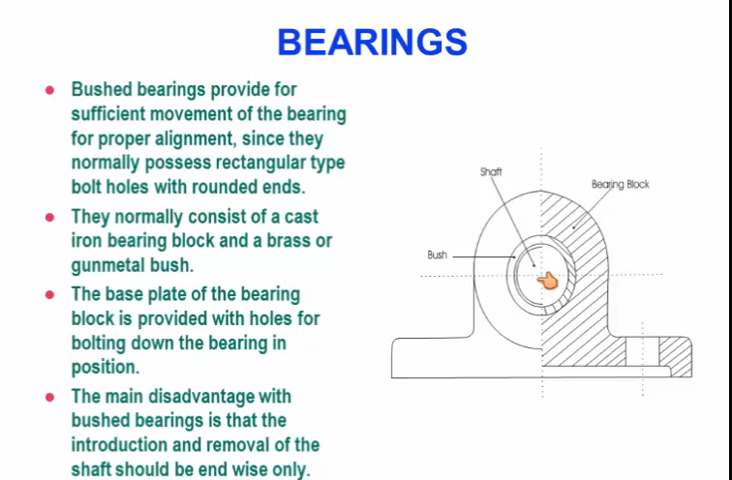 BEARINGS
Bushed bearings provide for
sufficient movement of the bearing
for proper alignment, since they
normally possess rectangular type
bolt holes with rounded ends.
They normally consist of a cast
iron bearing block and a brass or
gunmetal bush.
The base plate of the bearing
block is provided with holes for
bolting down the bearing in
position.
The main disadvantage with
bushed bearings is that the
introduction and removal of the
shaft should be end wise only.
Shaft
Bearing Block
Bush